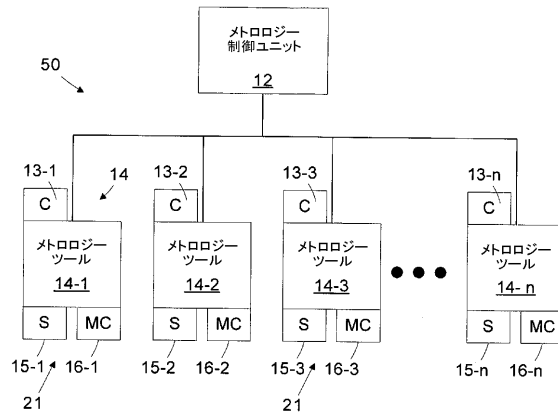 メトロロジー
制御ユニット
12
50
13-1 14 13-2 13-3 13-n
C C C C
メトロロジー メトロロジー メトロロジー メトロロジー
ツール ツール ツール ツール
14-1 14-2 14-3 14- n
S MC S MC S MC S MC
15-1 16-1 15-2 16-2 15-3 16-3 15-n 16-n
21 21